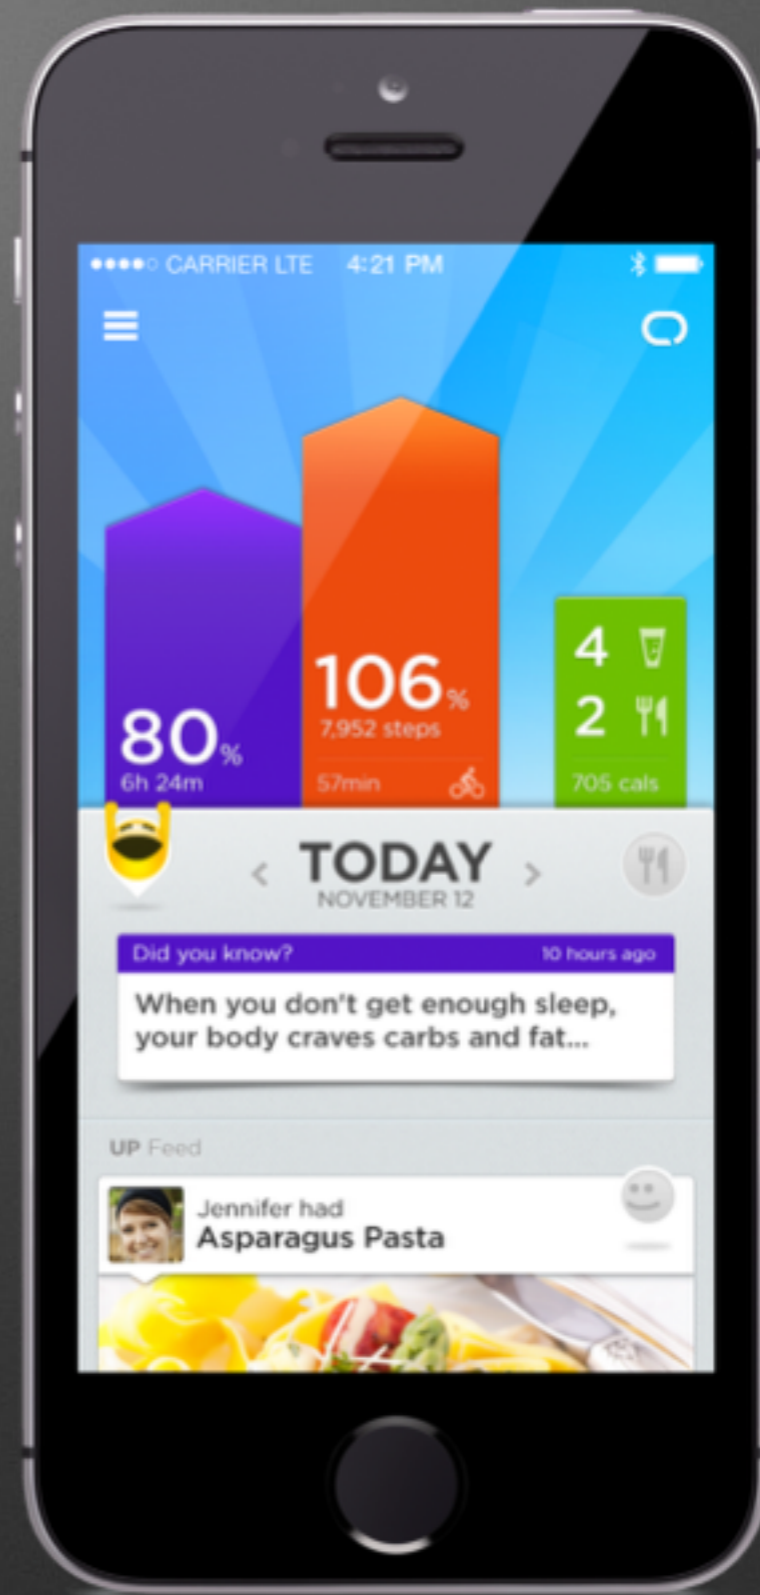 CARRIER LTE 4:21 PM
106%
7,952 steps
57min
80%
6h 24m
4
2
705 cals
TODAY
NOVEMBER 12
Did you know? 10 hours ago
When you don't get enough sleep,
your body craves carbs and fat...
UP Feed
Jennifer had
Asparagus Pasta